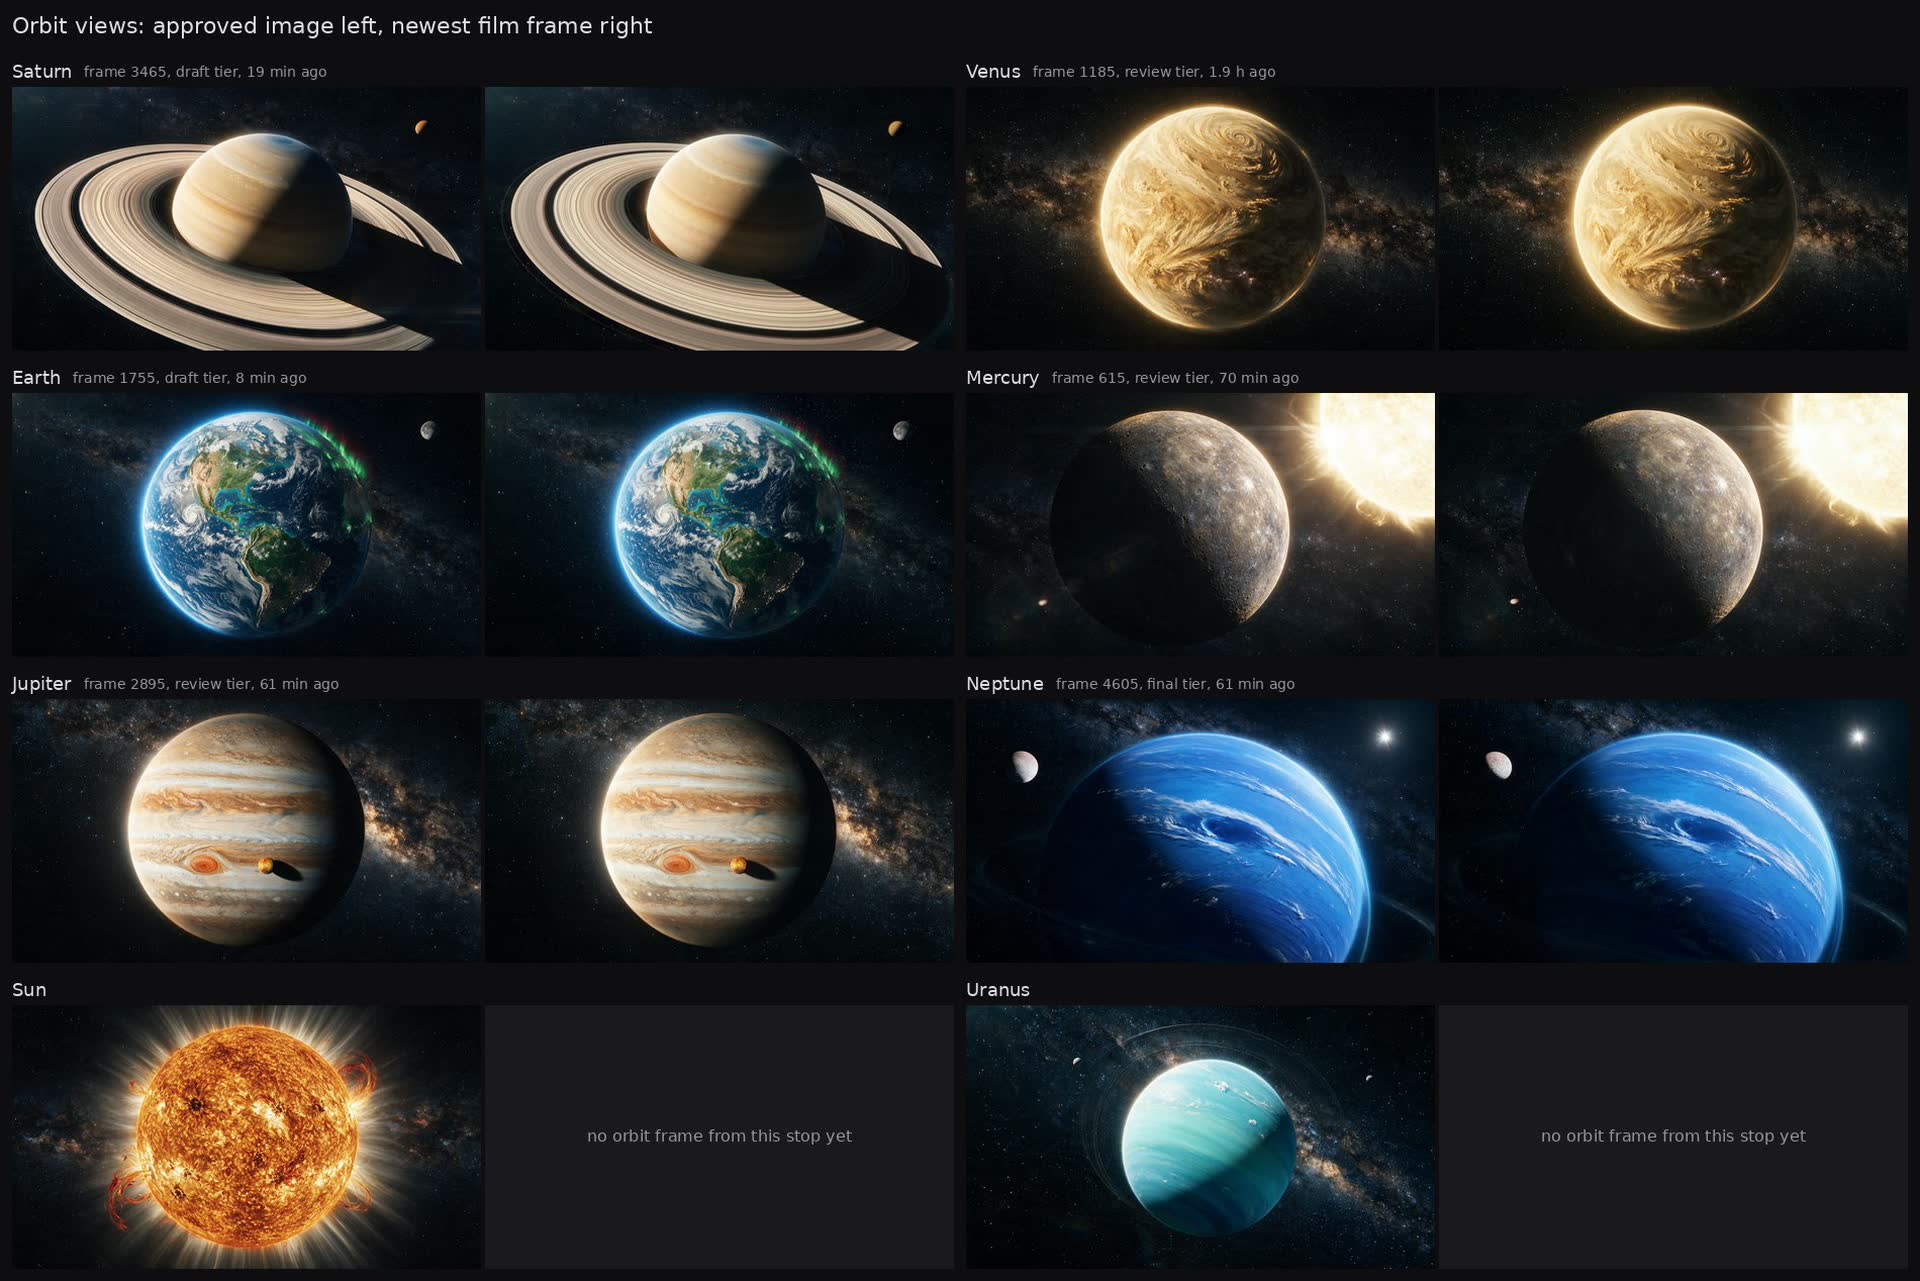 Orbit views: approved image left, newest film frame right
Saturn frame 3465, draft tier, 19 min ago
Venus frame 1185, review tier, 1.9 h ago
Earth frame 1755, draft tier, 8 min ago
Mercury frame 615, review tier, 70 min ago
Jupiter frame 2895, review tier, 61 min ago
Neptune frame 4605, final tier, 61 min ago
Sun
no orbit frame from this stop yet
Uranus
no orbit frame from this stop yet